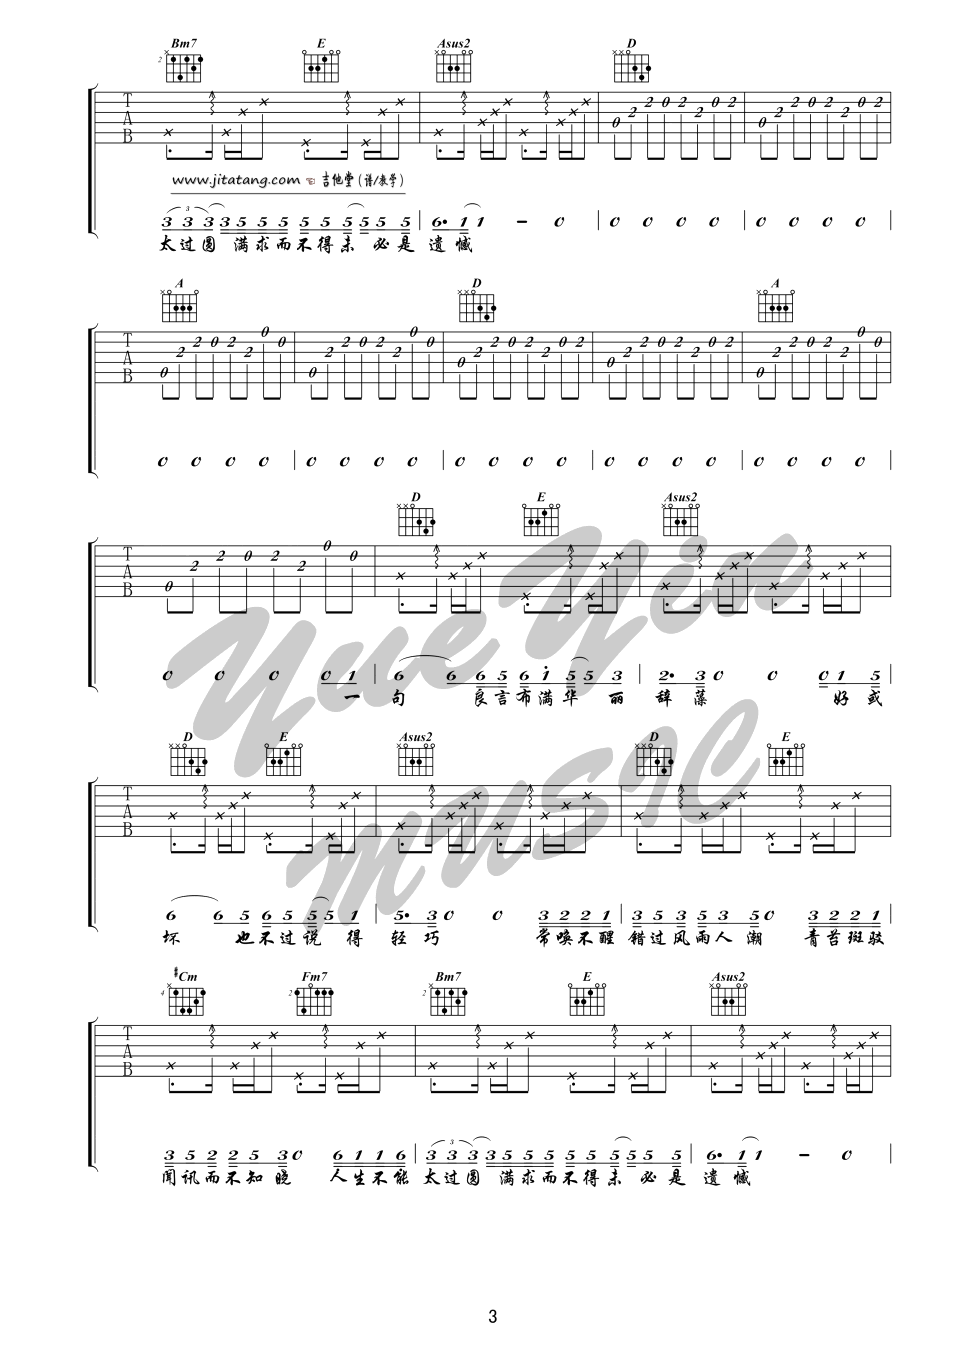 Bm7 E Asus2 D
www.jitatang.com ☜ 吉他堂 (谱/教学)
3 3 3 3 5 5 5 5 5 5 5 5 5 | 6· 1 1 - 0 | 0 0 0 0 | 0 0 0 0
太过圆 满求而不得未 必是 遗憾
A D A
0 0 0 0 | 0 0 0 0 | 0 0 0 0 | 0 0 0 0 | 0 0 0 0
D E Asus2
0 0 0 0 1 | 6 6 6 5 6 1 5 5 3 | 2· 3 0 0 0 1 5
一 句 良言布满华 丽 辞 藻 好或
D E Asus2 D E
6 6 5 6 5 5 5 1 | 5· 3 0 0 3 2 2 1 | 3 5 3 5 3 5 0 3 2 2 1
坏 也不过说 得 轻 巧 常唤不醒 错过风雨人 潮 青苔斑驳
#Cm Fm7 Bm7 E Asus2
3 5 2 2 5 3 0 6 1 1 6 | 3 3 3 3 5 5 5 5 5 5 5 5 5 | 6· 1 1 - 0
闻讯而不知晚 人生不能 太过圆 满求而不得未 必是 遗憾
YueYin
MUSIC
3